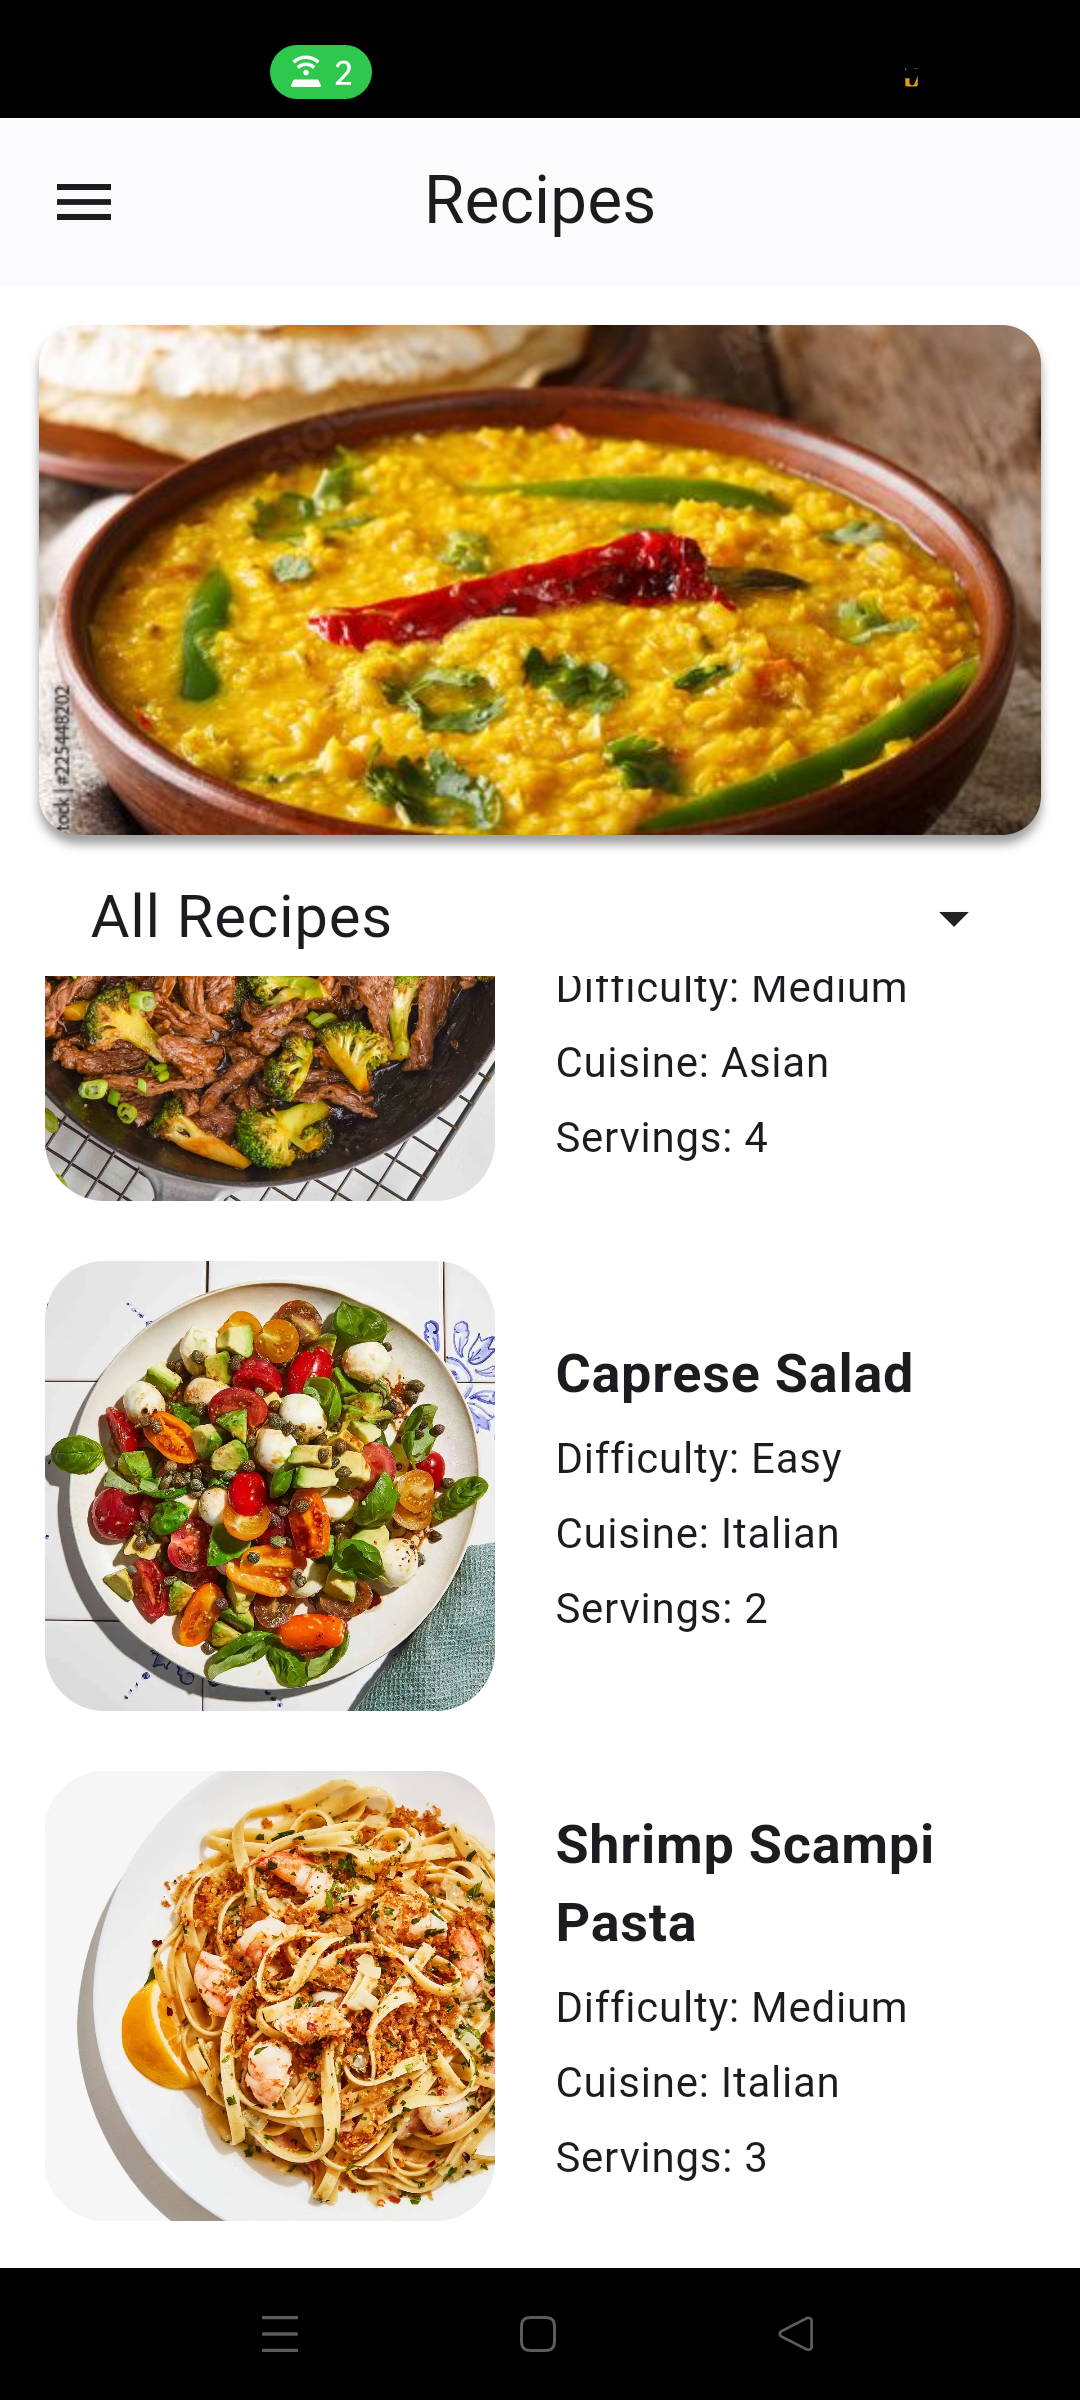 2
Recipes
tock | #225448202
All Recipes
Difficulty: Medium
Cuisine: Asian
Servings: 4
Caprese Salad
Difficulty: Easy
Cuisine: Italian
Servings: 2
Shrimp Scampi
Pasta
Difficulty: Medium
Cuisine: Italian
Servings: 3